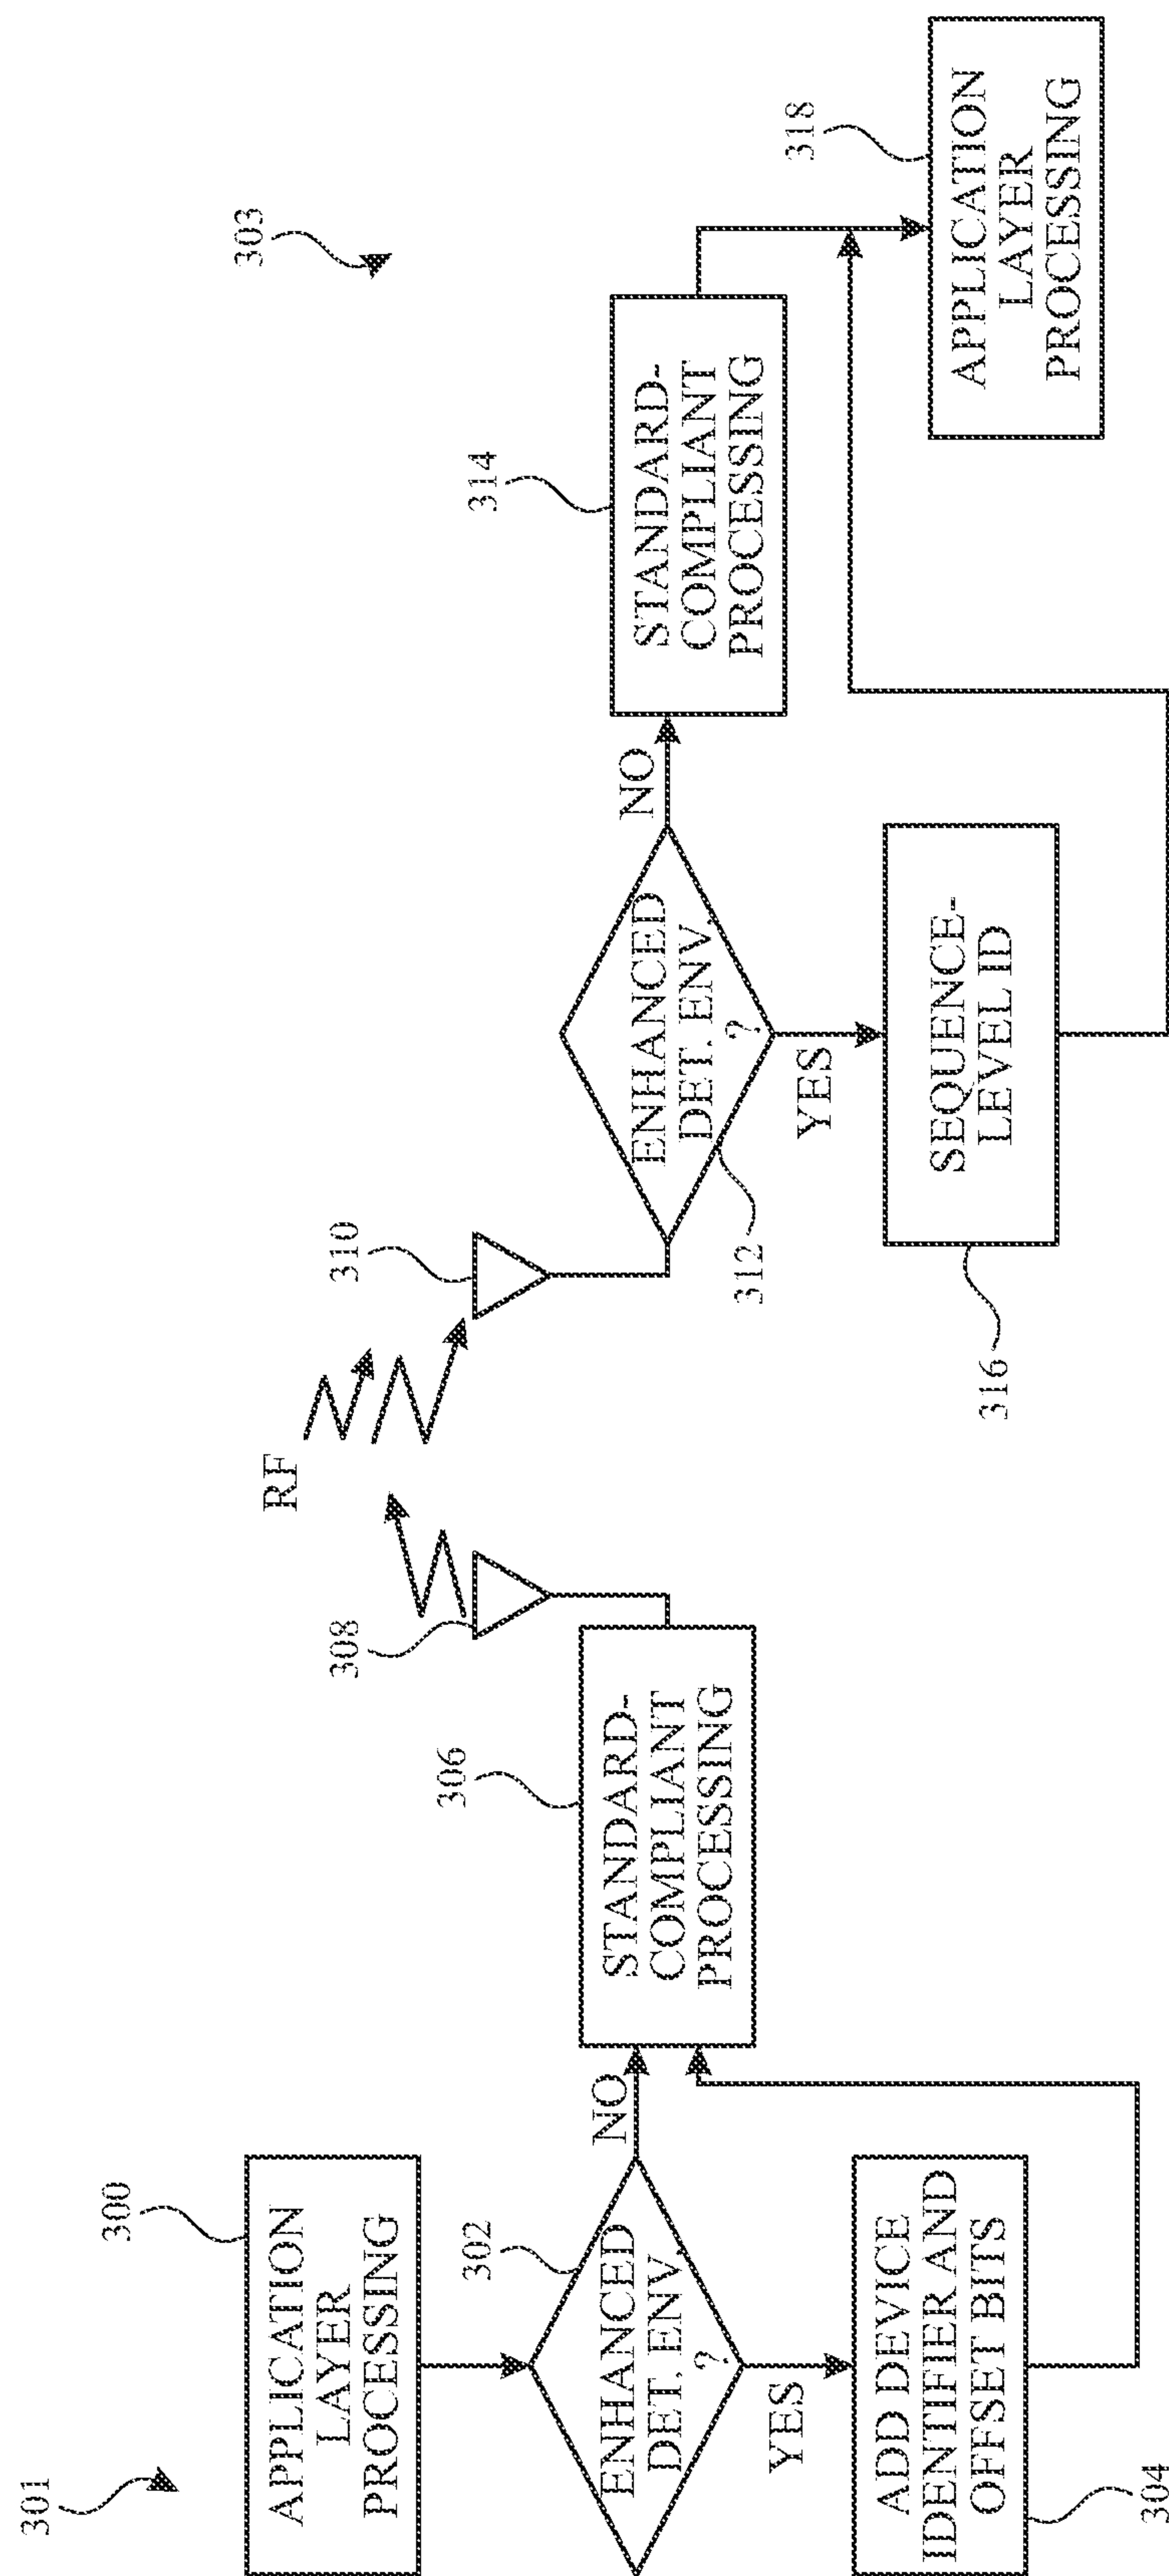 301
300
APPLICATION
LAYER
PROCESSING
302
ENHANCED
DET. ENV.
?
NO
YES
ADD DEVICE
IDENTIFIER AND
OFFSET BITS
304
306
STANDARD-
COMPLIANT
PROCESSING
308
RF
310
303
312
ENHANCED
DET. ENV.
?
NO
YES
314
STANDARD-
COMPLIANT
PROCESSING
SEQUENCE-
LEVEL ID
316
318
APPLICATION
LAYER
PROCESSING